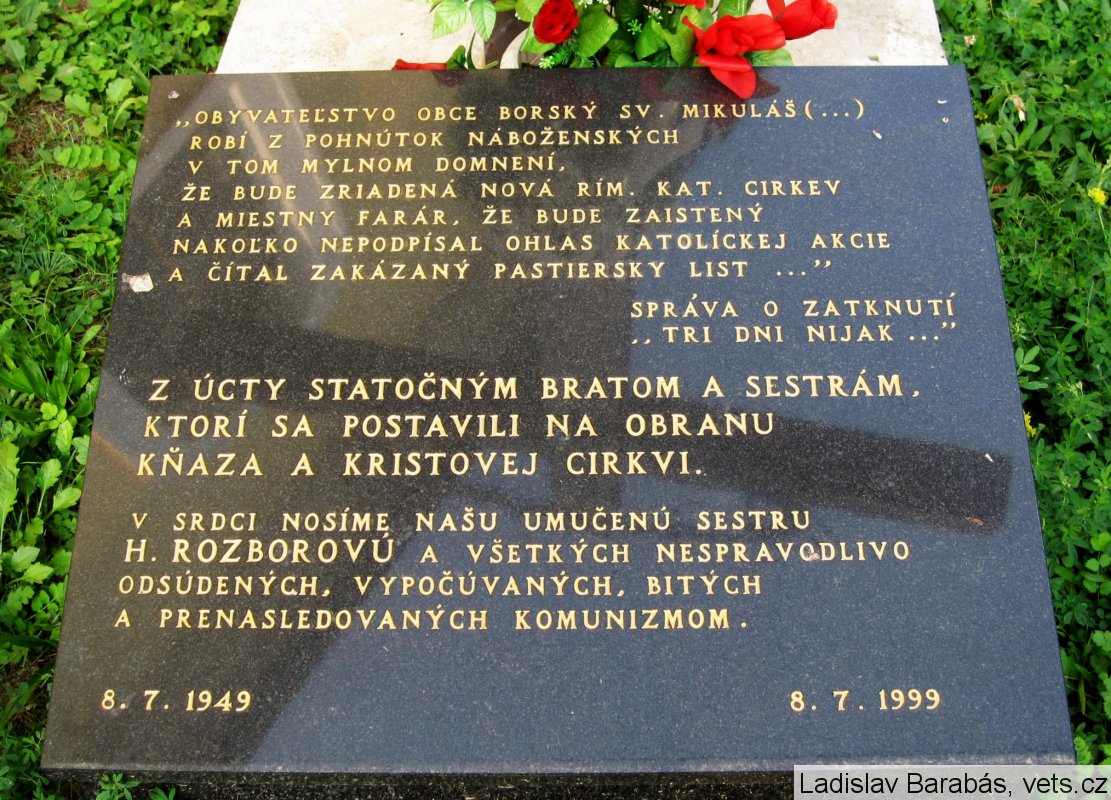 „OBYVATEĽSTVO OBCE BORSKÝ SV. MIKULÁŠ (...)
ROBÍ Z POHNÚTOK NÁBOŽENSKÝCH
V TOM MYLNOM DOMNENÍ,
ŽE BUDE ZRIADENÁ NOVÁ RÍM. KAT. CIRKEV
A MIESTNY FARÁR, ŽE BUDE ZAISTENÝ
NAKOĽKO NEPODPÍSAL OHLAS KATOLÍCKEJ AKCIE
A ČÍTAL ZAKÁZANÝ PASTIERSKY LIST ..."
SPRÁVA O ZATKNUTÍ
„TRI DNI NIJAK ..."
Z ÚCTY STATOČNÝM BRATOM A SESTRÁM,
KTORÍ SA POSTAVILI NA OBRANU
KŇAZA A KRISTOVEJ CIRKVI.
V SRDCI NOSÍME NAŠU UMUČENÚ SESTRU
H. ROZBOROVÚ A VŠETKÝCH NESPRAVODLIVO
ODSÚDENÝCH, VYPOČÚVANÝCH, BITÝCH
A PRENASLEDOVANÝCH KOMUNIZMOM.
8. 7. 1949 8. 7. 1999
Ladislav Barabás, vets.cz